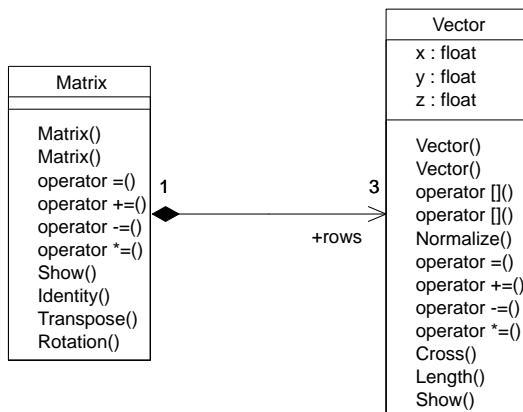 Matrix
Matrix()
Matrix()
operator =()
operator +=()
operator -=()
operator *=()
Show()
Identity()
Transpose()
Rotation()
1
3
+rows
Vector
x : float
y : float
z : float
Vector()
Vector()
operator []()
operator []()
Normalize()
operator =()
operator +=()
operator -=()
operator *=()
Cross()
Length()
Show()